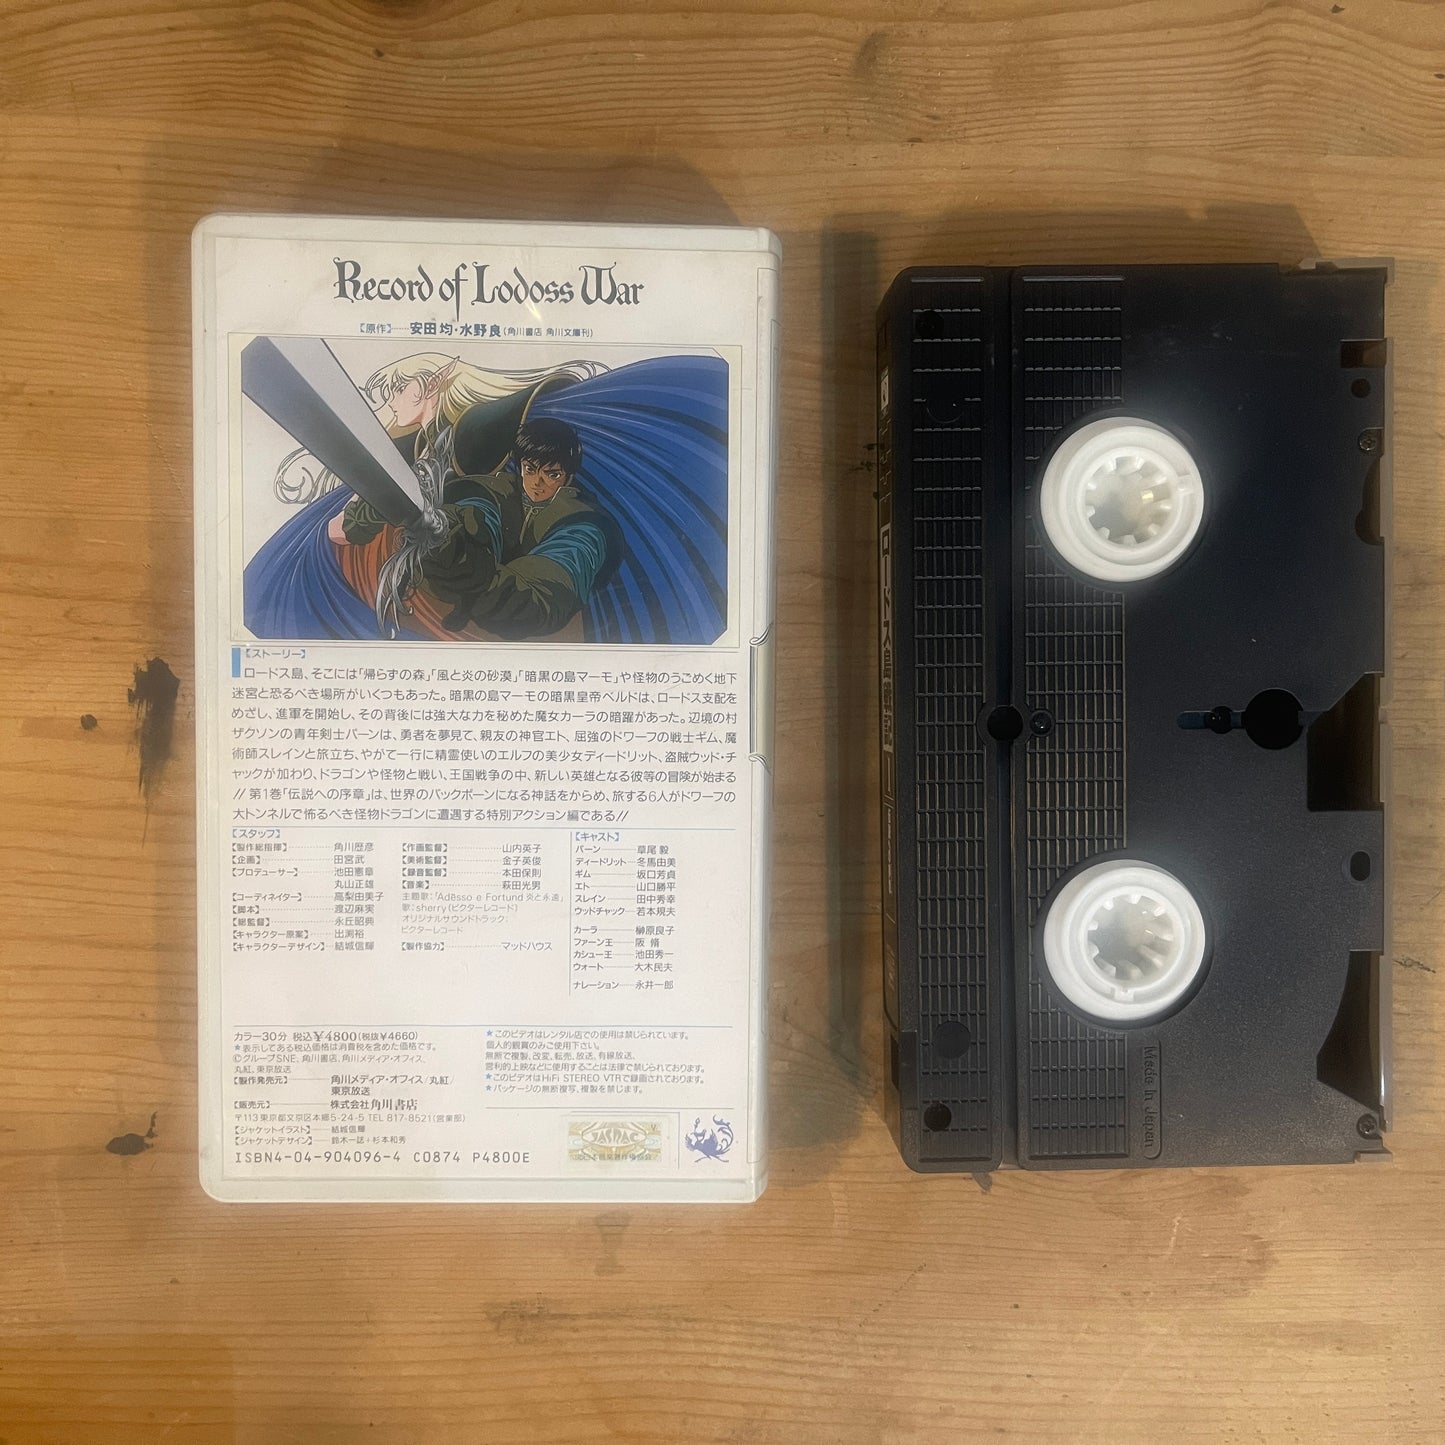 Record of Lodoss War
【原作】……安田 均・水野 良(角川書店 角川文庫刊)
【ストーリー】
ロードス島、そこには「帰らずの森」「風と炎の砂漠」「暗黒の島マーモ」や怪物のうごめく地下
迷宮と恐るべき場所がいくつもあった。暗黒の島マーモの暗黒皇帝ベルドは、ロードス支配を
めざし、進軍を開始し、その背後には強大な力を秘めた魔女カーラの暗躍があった。辺境の村
ザクソンの青年剣士パーンは、勇者を夢見て、親友の神官エト、屈強のドワーフの戦士ギム、魔
術師スレインと旅立ち、やがて一行に精霊使いのエルフの美少女ディードリット、盗賊ウッド・チ
ャックが加わり、ドラゴンや怪物と戦い、王国戦争の中、新しい英雄となる彼等の冒険が始まる
// 第1巻「伝説への序章」は、世界のバックボーンになる神話をからめ、旅する6人がドワーフの
大トンネルで怖るべき怪物ドラゴンに遭遇する特別アクション編である//
【スタッフ】
【製作総指揮】……角川歴彦
【企画】……田宮武
【プロデューサー】……池田憲章
丸山正雄
【コーディネイター】……高梨由美子
【脚本】……渡辺麻実
【総監督】……永丘昭典
【キャラクター原案】……出渕裕
【キャラクターデザイン】……結城信輝
【作画監督】……山内英子
【美術監督】……金子英俊
【録音監督】……本田保則
【音楽】……萩田光男
主題歌:「Adèsso e Fortuna 炎と永遠」
歌:sherry(ビクターレコード)
オリジナルサウンドトラック:
ビクターレコード
【製作協力】……マッドハウス
【キャスト】
パーン……草尾 毅
ディードリット……冬馬由美
ギム……坂口芳貞
エト……山口勝平
スレイン……田中秀幸
ウッドチャック……若本規夫
カーラ……榊原良子
ファーン王……阪 脩
カシュー王……池田秀一
ウォート……大木民夫
ナレーション……永井一郎
カラー30分 税込¥4800(税抜¥4660)
★表示してある税込価格は消費税を含めた価格です。
©グループSNE、角川書店、角川メディア・オフィス、
丸紅、東京放送
【製作発売元】 角川メディア・オフィス/丸紅/
東京放送
【販売元】……株式会社角川書店
〒113 東京都文京区本郷5-24-5 TEL 817-8521(営業部)
【ジャケットイラスト】……結城信輝
【ジャケットデザイン】……鈴木一誌+杉本和秀
ISBN4-04-904096-4 C0874 P4800E
★このビデオはレンタル店での使用は禁じられています。
個人的観賞のみご使用下さい。
無断で複製、改変、転売、放送、有線放送、
営利的上映などに使用することは法律で禁じられております。
★このビデオはHiFi STEREO VTRで録画されております。
★パッケージの無断複写、複製を禁じます。
JASRAC
V
Made in Japan